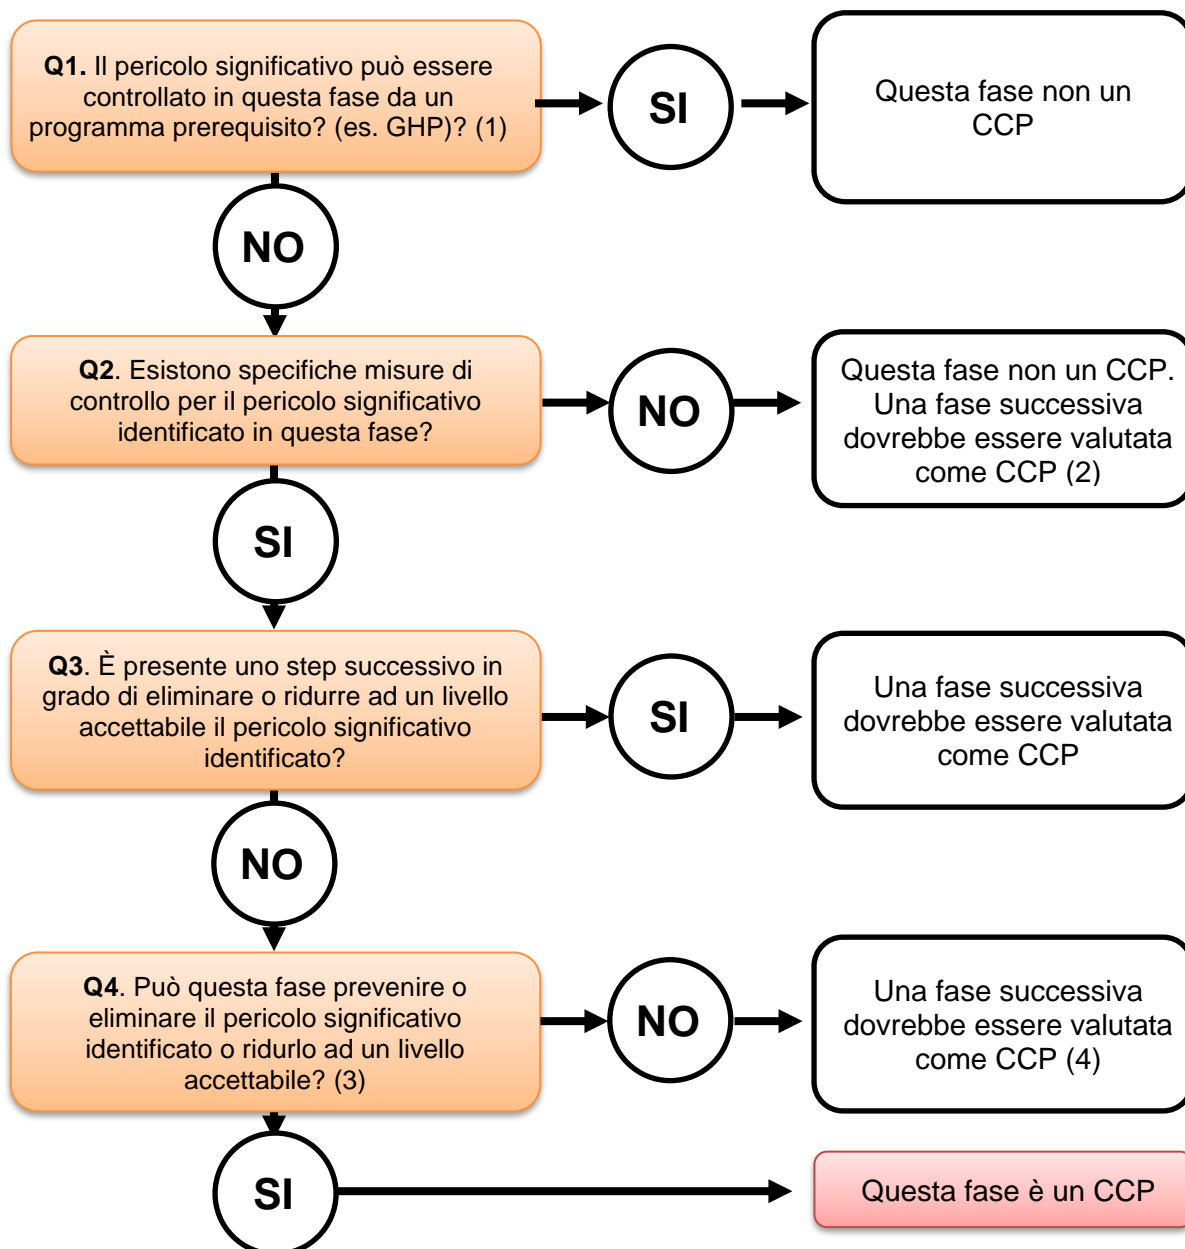 Q1. Il pericolo significativo può essere
controllato in questa fase da un
programma prerequisito? (es. GHP)? (1)
SI
Questa fase non un
CCP
NO
Q2. Esistono specifiche misure di
controllo per il pericolo significativo
identificato in questa fase?
NO
Questa fase non un CCP.
Una fase successiva
dovrebbe essere valutata
come CCP (2)
SI
Q3. È presente uno step successivo in
grado di eliminare o ridurre ad un livello
accettabile il pericolo significativo
identificato?
SI
Una fase successiva
dovrebbe essere valutata
come CCP
NO
Q4. Può questa fase prevenire o
eliminare il pericolo significativo
identificato o ridurlo ad un livello
accettabile? (3)
NO
Una fase successiva
dovrebbe essere valutata
come CCP (4)
SI
Questa fase è un CCP